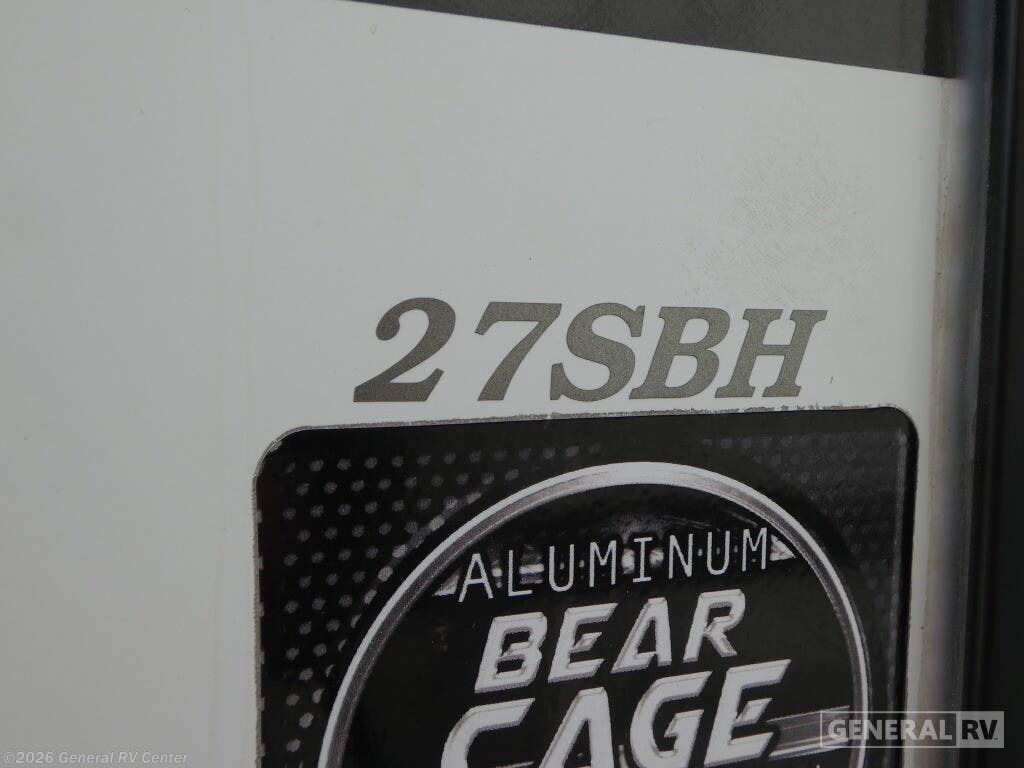 27SBH
ALUMINUM
BEAR
CAGE
GENERAL RV
©2026 General RV Center